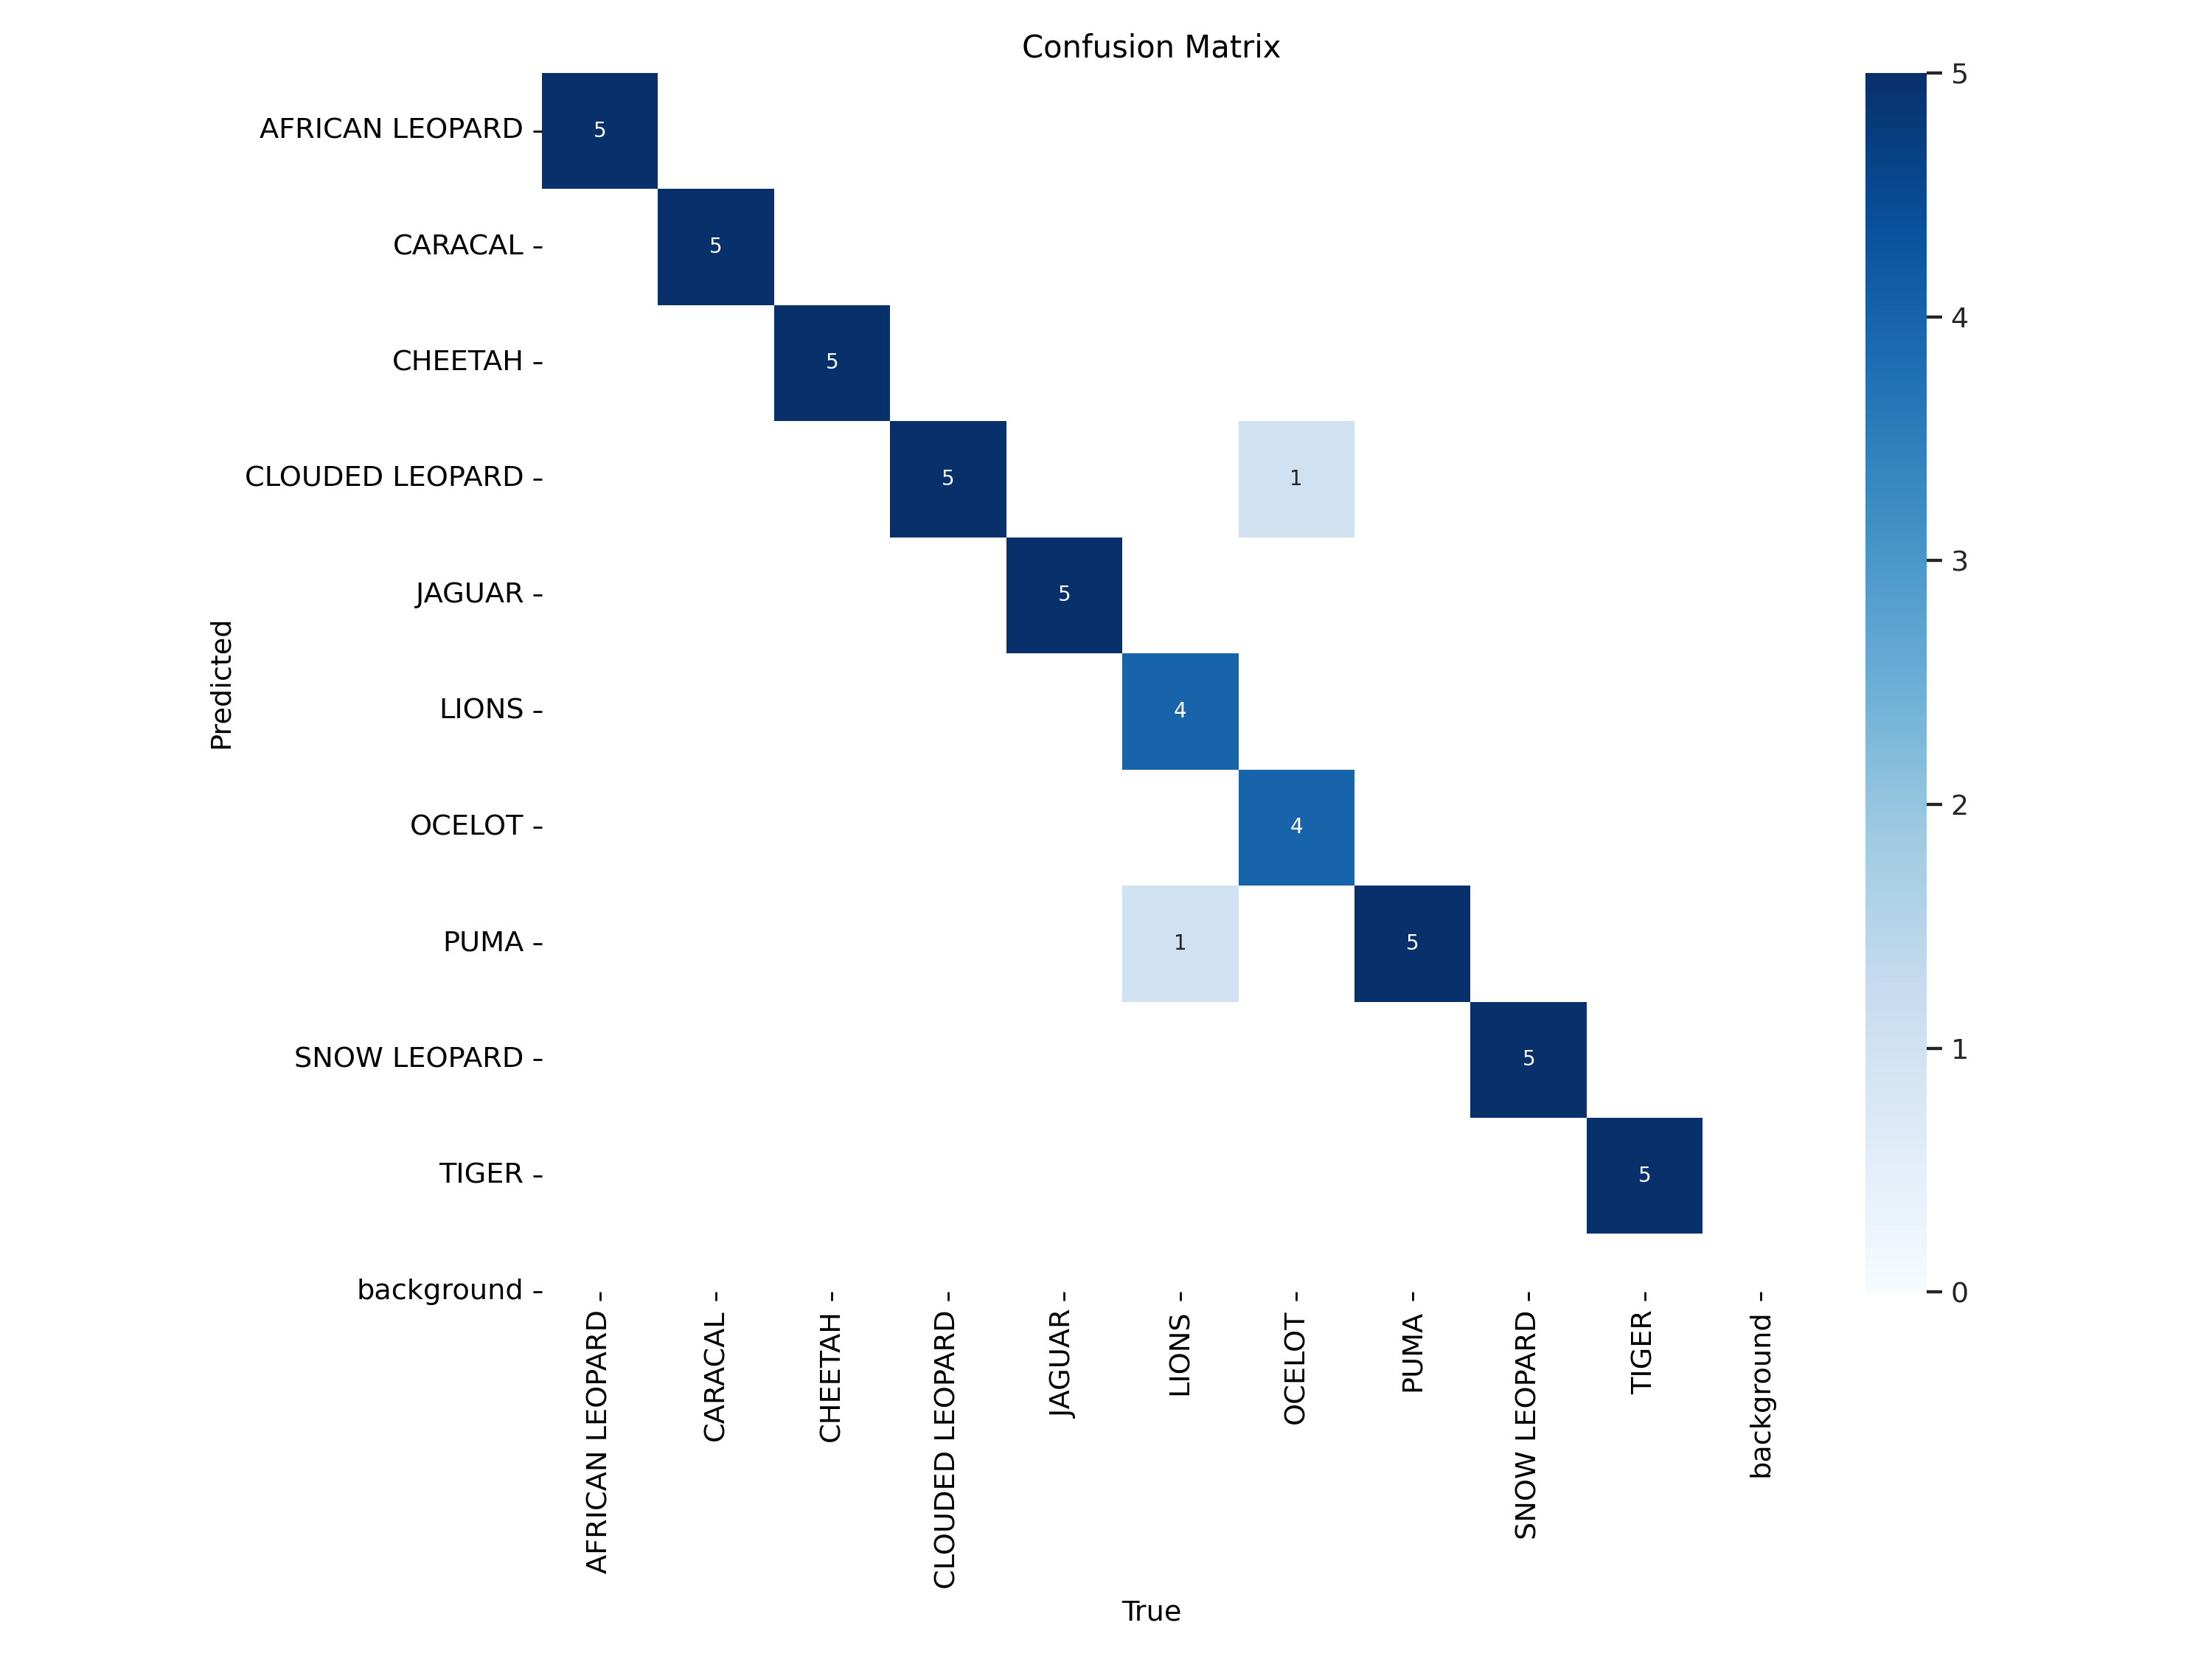 Confusion Matrix
AFRICAN LEOPARD
CARACAL
CHEETAH
CLOUDED LEOPARD
JAGUAR
LIONS
OCELOT
PUMA
SNOW LEOPARD
TIGER
background
Predicted
5
5
5
5 1
5
4
4
1 5
5
5
AFRICAN LEOPARD
CARACAL
CHEETAH
CLOUDED LEOPARD
JAGUAR
LIONS
OCELOT
PUMA
SNOW LEOPARD
TIGER
background
True
5
4
3
2
1
0